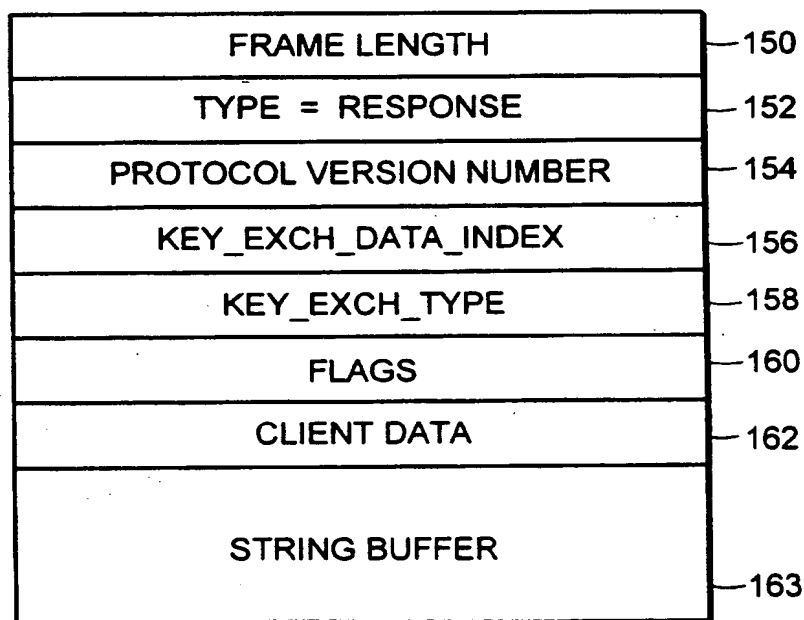 FRAME LENGTH 150
TYPE = RESPONSE 152
PROTOCOL VERSION NUMBER 154
KEY_EXCH_DATA_INDEX 156
KEY_EXCH_TYPE 158
FLAGS 160
CLIENT DATA 162
STRING BUFFER
163